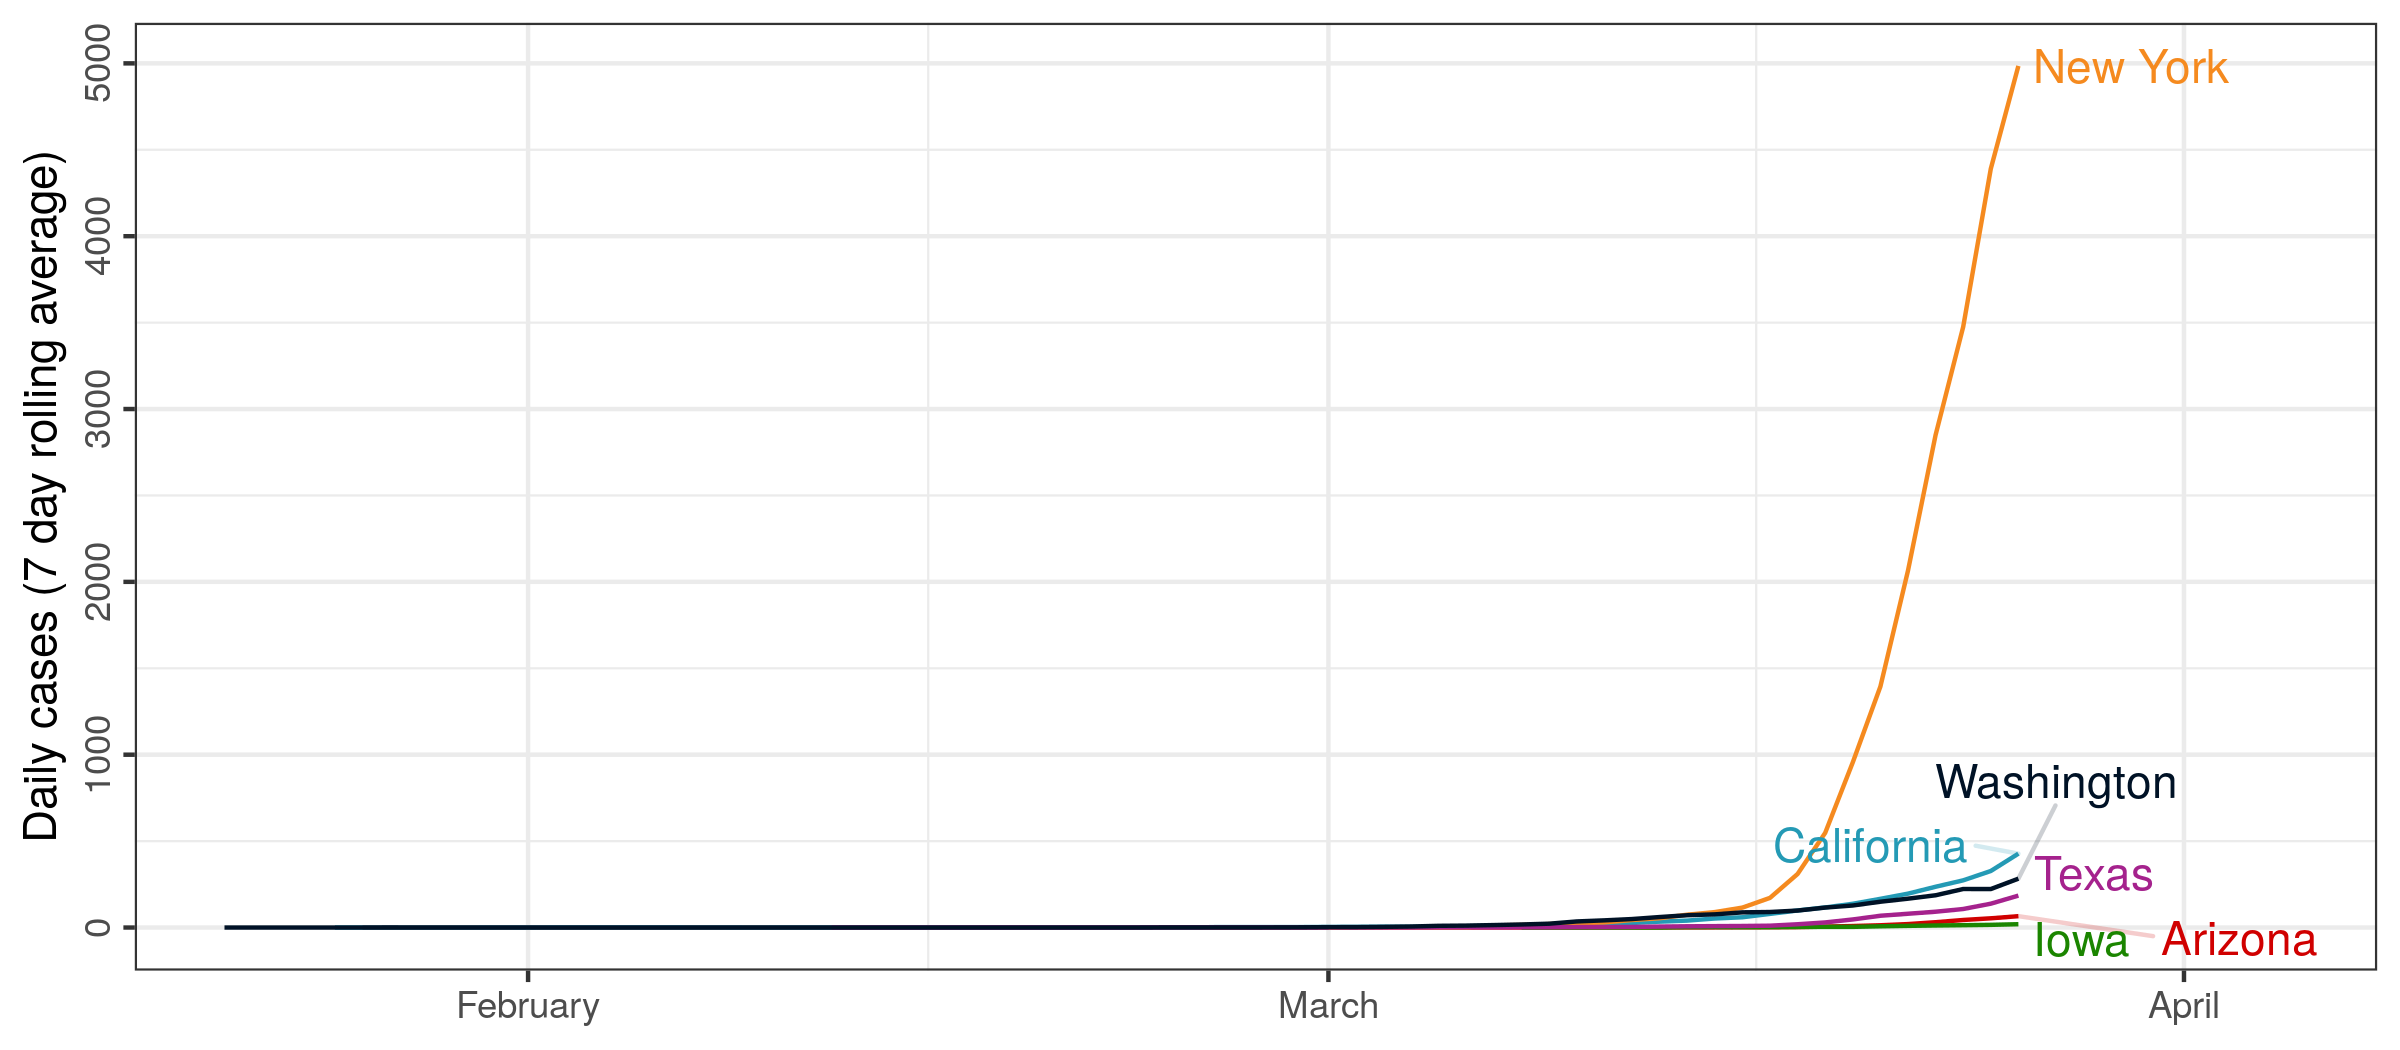 Daily cases (7 day rolling average)
5000
4000
3000
2000
1000
0
New York
Washington
California
Texas
Iowa
Arizona
February
March
April